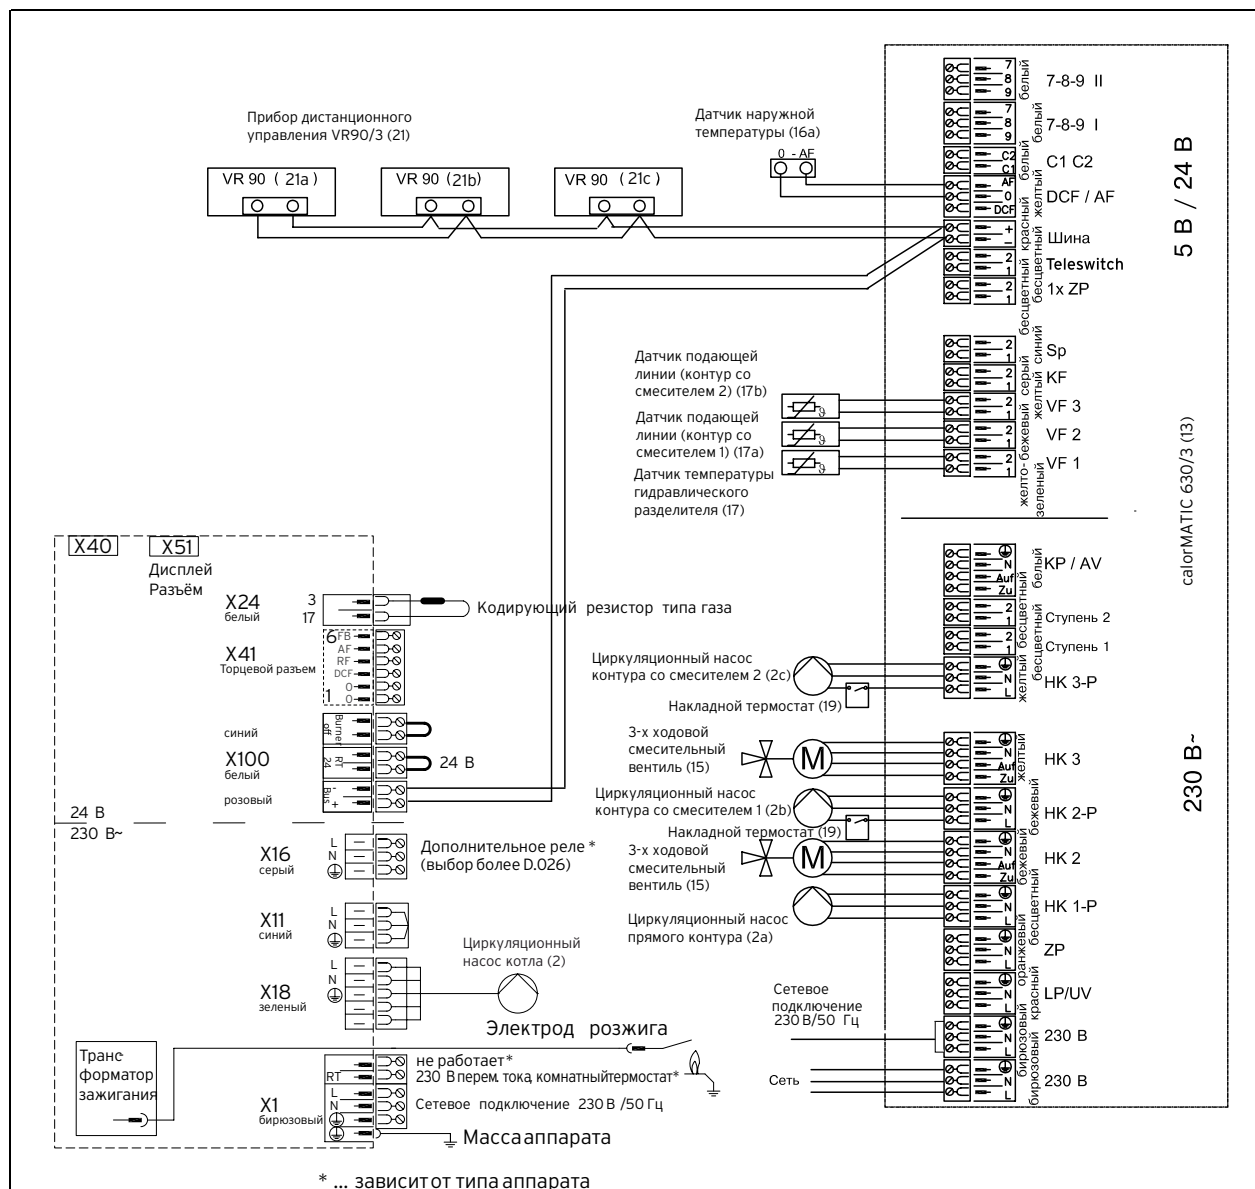 Прибор дистанционного
управления VR90/3 (21)
VR 90 ( 21a )
VR 90 (21b)
VR 90 (21c)
Датчик наружной
температуры (16a)
0 - AF
7
8
9
белый
7-8-9 II
7
8
9
белый
7-8-9 I
C2
C1
белый
C1 C2
AF
0
DCF
желтый
DCF / AF
+
–
красный
Шина
2
1
бесцветный
Teleswitch
2
1
бесцветный
1x ZP
5 В / 24 В
2
1
синий
Sp
2
1
серый
KF
2
1
желтый
VF 3
2
1
бежевый
VF 2
2
1
желто-
зеленый
VF 1
Датчик подающей
линии (контур со
смесителем 2) (17b)
Датчик подающей
линии (контур со
смесителем 1) (17a)
Датчик температуры
гидравлического
разделителя (17)
ϑ
ϑ
ϑ
calorMATIC 630/3 (13)
X40
X51
Дисплей
Разъём
X24
белый
3
17
Кодирующий резистор типа газа
X41
Торцевой разъем
6
FB
AF
RF
DCF
0
1
0
синий
Burner
off
X100
белый
RT
24
24 В
розовый
Bus
-
+
24 В
230 В~
X16
серый
L
N
Дополнительное реле *
(выбор более D.026)
X11
синий
L
N
X18
зеленый
L
N
Циркуляционный
насос котла (2)
Электрод розжига
Транс
форматор
зажигания
X1
бирюзовый
RT
не работает*
230 В перем. тока, комнатныйтермостат*
L
N
Сетевое подключение 230 В /50 Гц
Массааппарата
* ... зависит от типа аппарата
N
Auf
Zu
белый
KP / AV
2
1
бесцветный
Ступень 2
2
1
бесцветный
Ступень 1
N
L
желтый
HK 3-P
Циркуляционный насос
контура со смесителем 2 (2c)
Накладной термостат (19)
3-х ходовой
смесительный
вентиль (15)
M
N
Auf
Zu
желтый
HK 3
Циркуляционный насос
контура со смесителем 1 (2b)
Накладной термостат (19)
N
L
бежевый
HK 2-P
3-х ходовой
смесительный
вентиль (15)
M
N
Auf
Zu
бежевый
HK 2
Циркуляционный насос
прямого контура (2a)
N
L
бесцветный
HK 1-P
N
L
оранжевый
ZP
N
L
красный
LP/UV
Сетевое
подключение
230 В/50 Гц
N
L
бирюзовый
230 В
Сеть
N
L
бирюзовый
230 В
230 В~